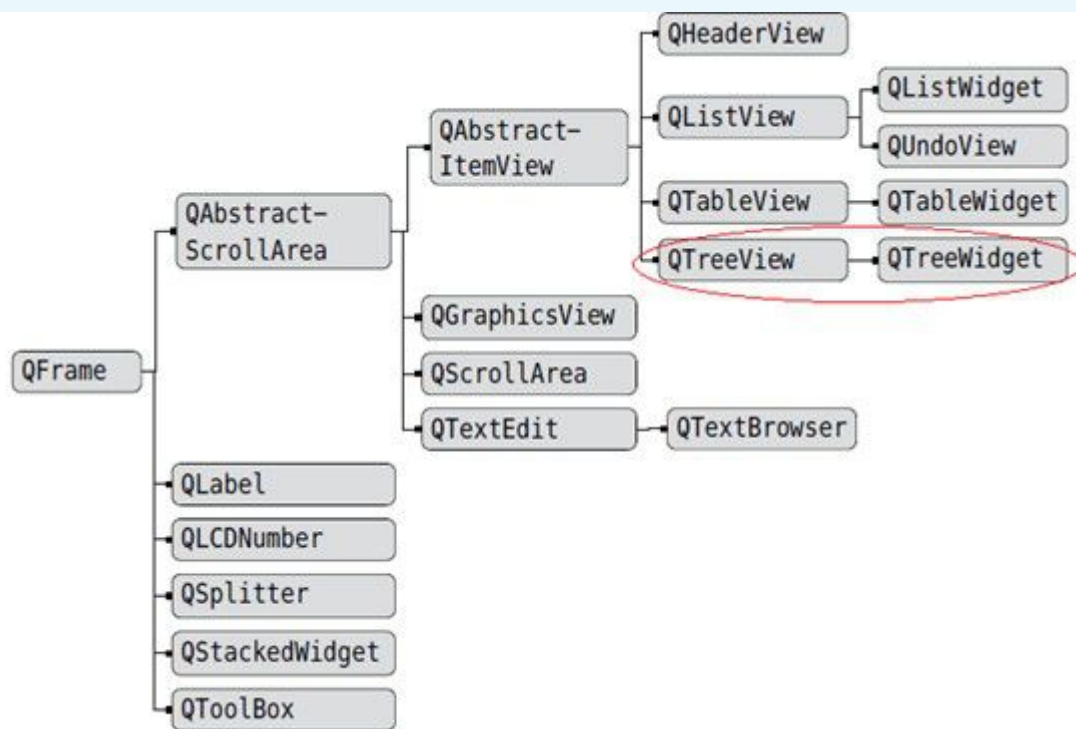 QHeaderView
QListWidget
QAbstract-
ItemView
QListView
QUndoView
QAbstract-
ScrollArea
QTableView
QTableWidget
QTreeView
QTreeWidget
QGraphicsView
QFrame
QScrollArea
QTextEdit
QTextBrowser
QLabel
QLCDNumber
QSplitter
QStackedWidget
QToolBox